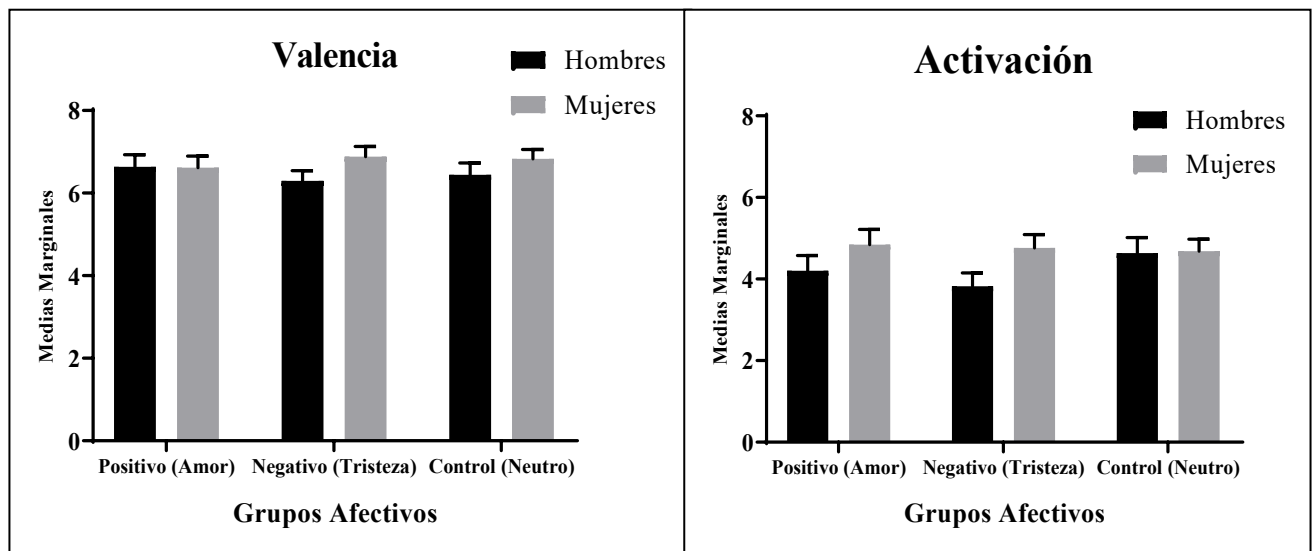 Valencia
Hombres
Mujeres
8
6
4
2
0
Medias Marginales
Positivo (Amor) Negativo (Tristeza) Control (Neutro)
Grupos Afectivos
Activación
Hombres
Mujeres
8
6
4
2
0
Medias Marginales
Positivo (Amor) Negativo (Tristeza) Control (Neutro)
Grupos Afectivos